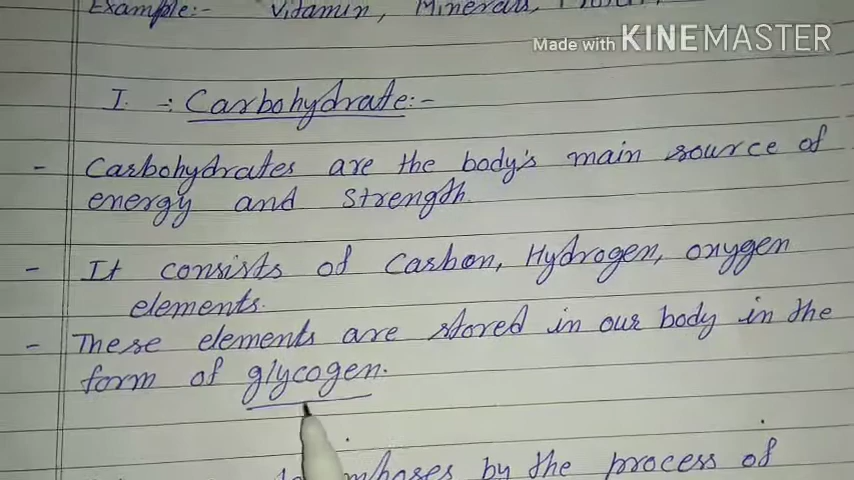 Example:- Vitamin, Minerals,
Made with KINEMASTER
I. :- Carbohydrate:-
- Carbohydrates are the body's main source of
energy and strength.
- It consists of Carbon, Hydrogen, oxygen
elements.
- These elements are stored in our body in the
form of glycogen.
by the process of